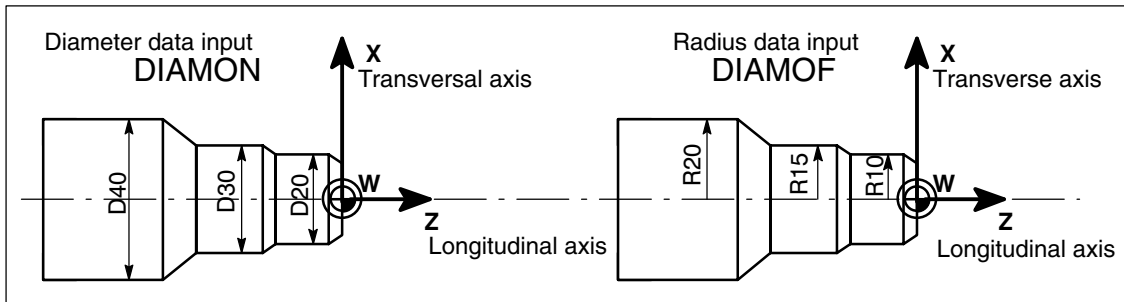 Diameter data input
DIAMON
X
Transversal axis
D40
D30
D20
W
Z
Longitudinal axis
Radius data input
DIAMOF
X
Transverse axis
R20
R15
R10
W
Z
Longitudinal axis